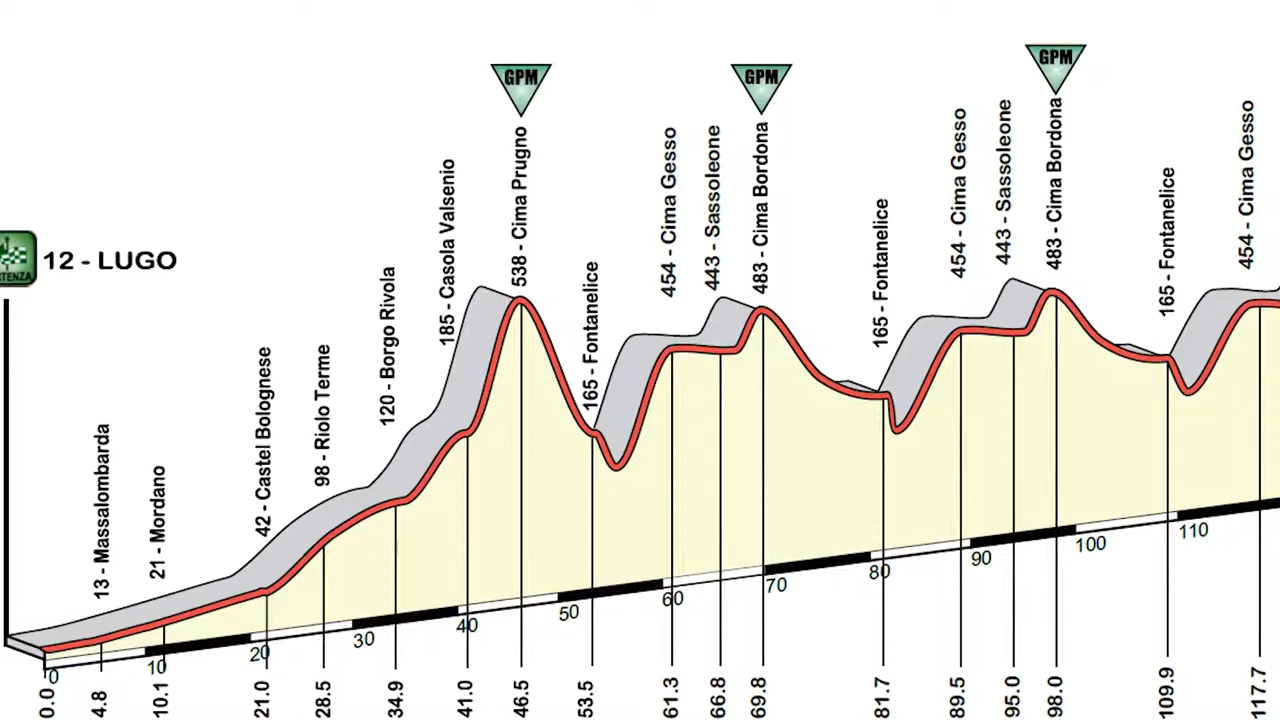 GPM
GPM
GPM
12 - LUGO
13 - Massalombarda
21 - Mordano
42 - Castel Bolognese
98 - Riolo Terme
120 - Borgo Rivola
185 - Casola Valsenio
538 - Cima Prugno
165 - Fontanelice
454 - Cima Gesso
443 - Sassoleone
483 - Cima Bordona
165 - Fontanelice
454 - Cima Gesso
443 - Sassoleone
483 - Cima Bordona
165 - Fontanelice
454 - Cima Gesso
0
10
20
30
40
50
60
70
80
90
100
110
0.0
4.8
10.1
21.0
28.5
34.9
41.0
46.5
53.5
61.3
66.8
69.8
81.7
89.5
95.0
98.0
109.9
117.7